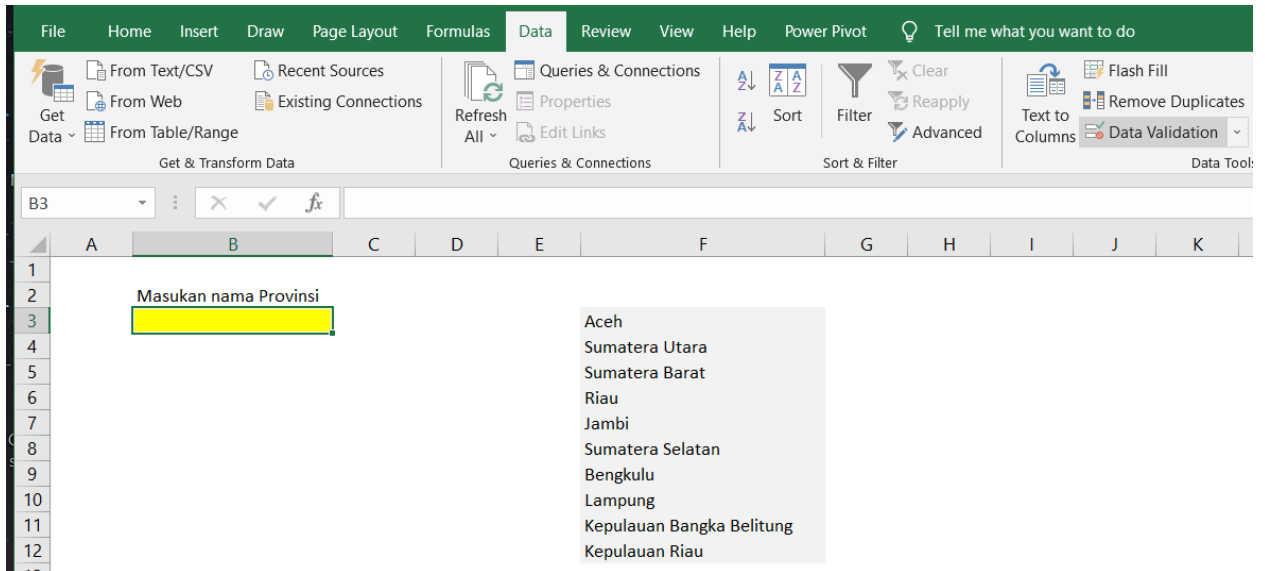 File Home Insert Draw Page Layout Formulas Data Review View Help Power Pivot Tell me what you want to do
From Text/CSV Recent Sources Queries & Connections Clear Flash Fill
From Web Existing Connections Properties Reapply Remove Duplicates
Get Data From Table/Range Refresh All Edit Links Sort Filter Advanced Text to Columns Data Validation
Get & Transform Data Queries & Connections Sort & Filter Data Tools
B3 fx
A B C D E F G H I J K
1
2 Masukan nama Provinsi
3 Aceh
4 Sumatera Utara
5 Sumatera Barat
6 Riau
7 Jambi
8 Sumatera Selatan
9 Bengkulu
10 Lampung
11 Kepulauan Bangka Belitung
12 Kepulauan Riau